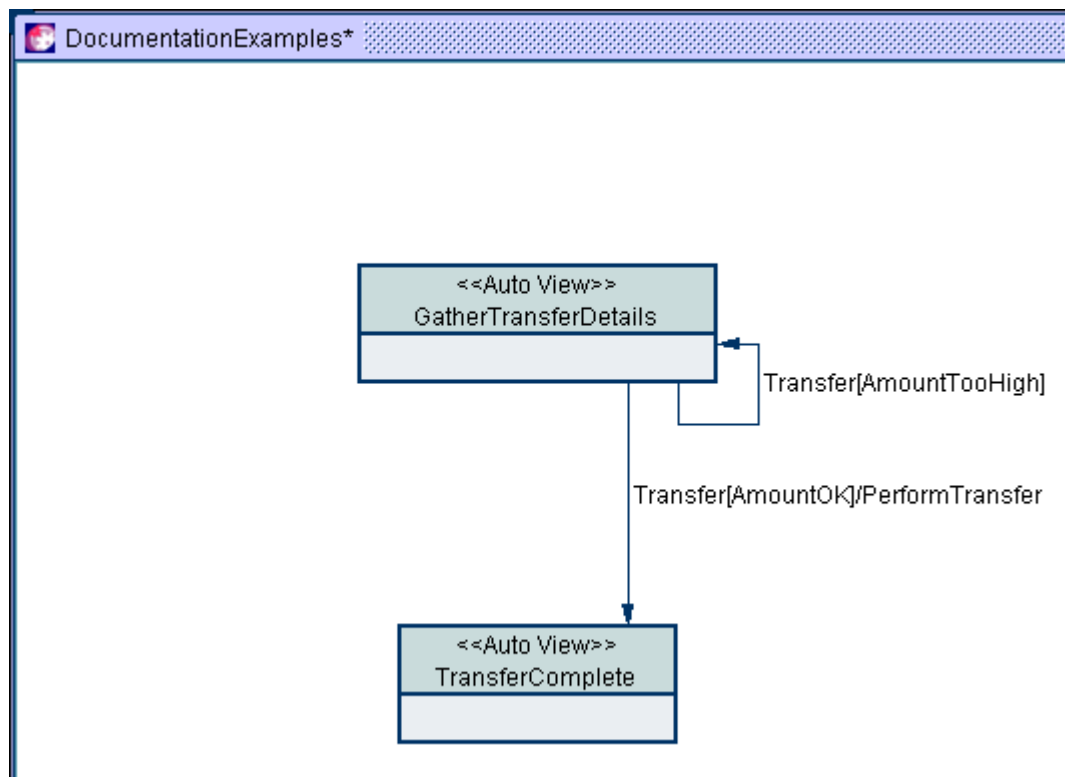 DocumentationExamples*
<<Auto View>>
GatherTransferDetails
Transfer[AmountTooHigh]
Transfer[AmountOK]/PerformTransfer
<<Auto View>>
TransferComplete